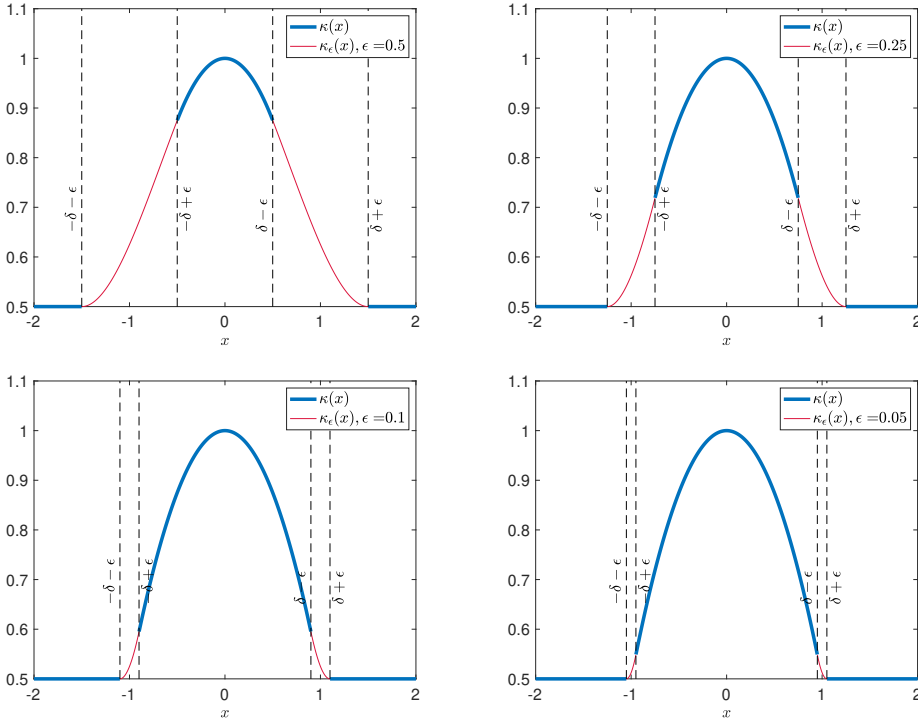 1.1
1
0.9
0.8
0.7
0.6
0.5
-2 -1 0 1 2
x
κ(x)
κ_ϵ(x), ϵ =0.5
-δ - ϵ
-δ + ϵ
δ - ϵ
δ + ϵ
1.1
1
0.9
0.8
0.7
0.6
0.5
-2 -1 0 1 2
x
κ(x)
κ_ϵ(x), ϵ =0.25
-δ - ϵ
-δ + ϵ
δ - ϵ
δ + ϵ
1.1
1
0.9
0.8
0.7
0.6
0.5
-2 -1 0 1 2
x
κ(x)
κ_ϵ(x), ϵ =0.1
-δ - ϵ
-δ + ϵ
δ - ϵ
δ + ϵ
1.1
1
0.9
0.8
0.7
0.6
0.5
-2 -1 0 1 2
x
κ(x)
κ_ϵ(x), ϵ =0.05
-δ - ϵ
-δ + ϵ
δ - ϵ
δ + ϵ